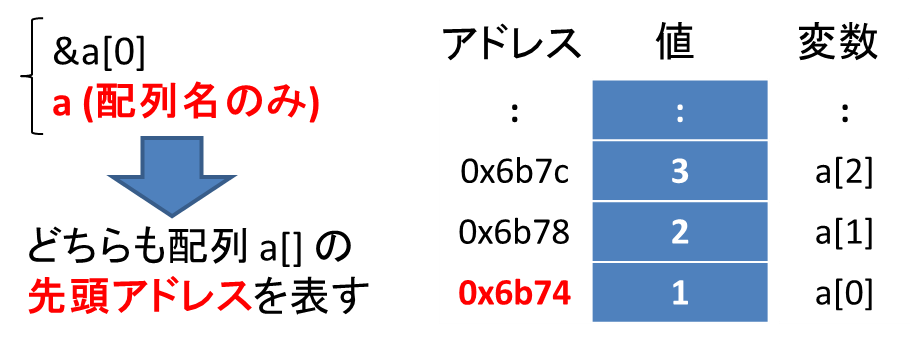 &a[0]
a (配列名のみ)
どちらも配列 a[] の
先頭アドレスを表す
アドレス 値 変数
: : :
0x6b7c 3 a[2]
0x6b78 2 a[1]
0x6b74 1 a[0]